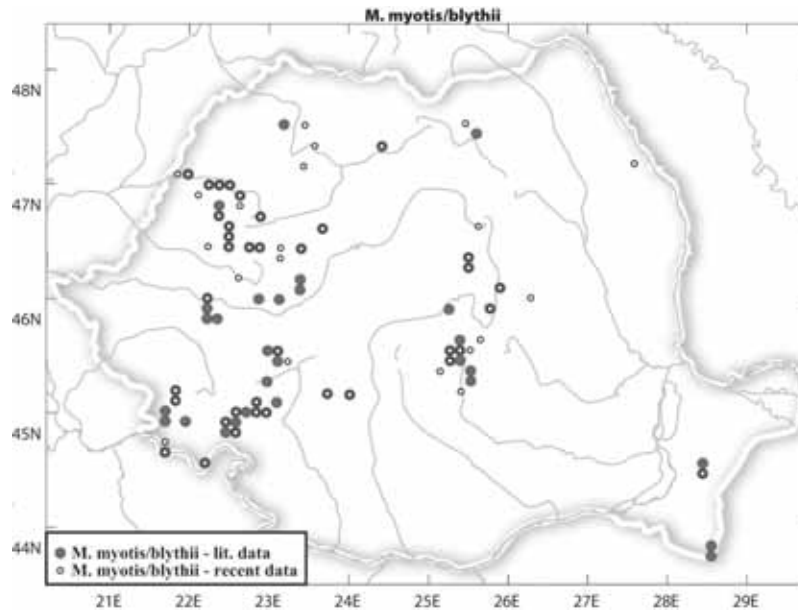 M. myotis/blythii
48N
47N
46N
45N
44N
M. myotis/blythii - lit. data
M. myotis/blythii - recent data
21E 22E 23E 24E 25E 26E 27E 28E 29E